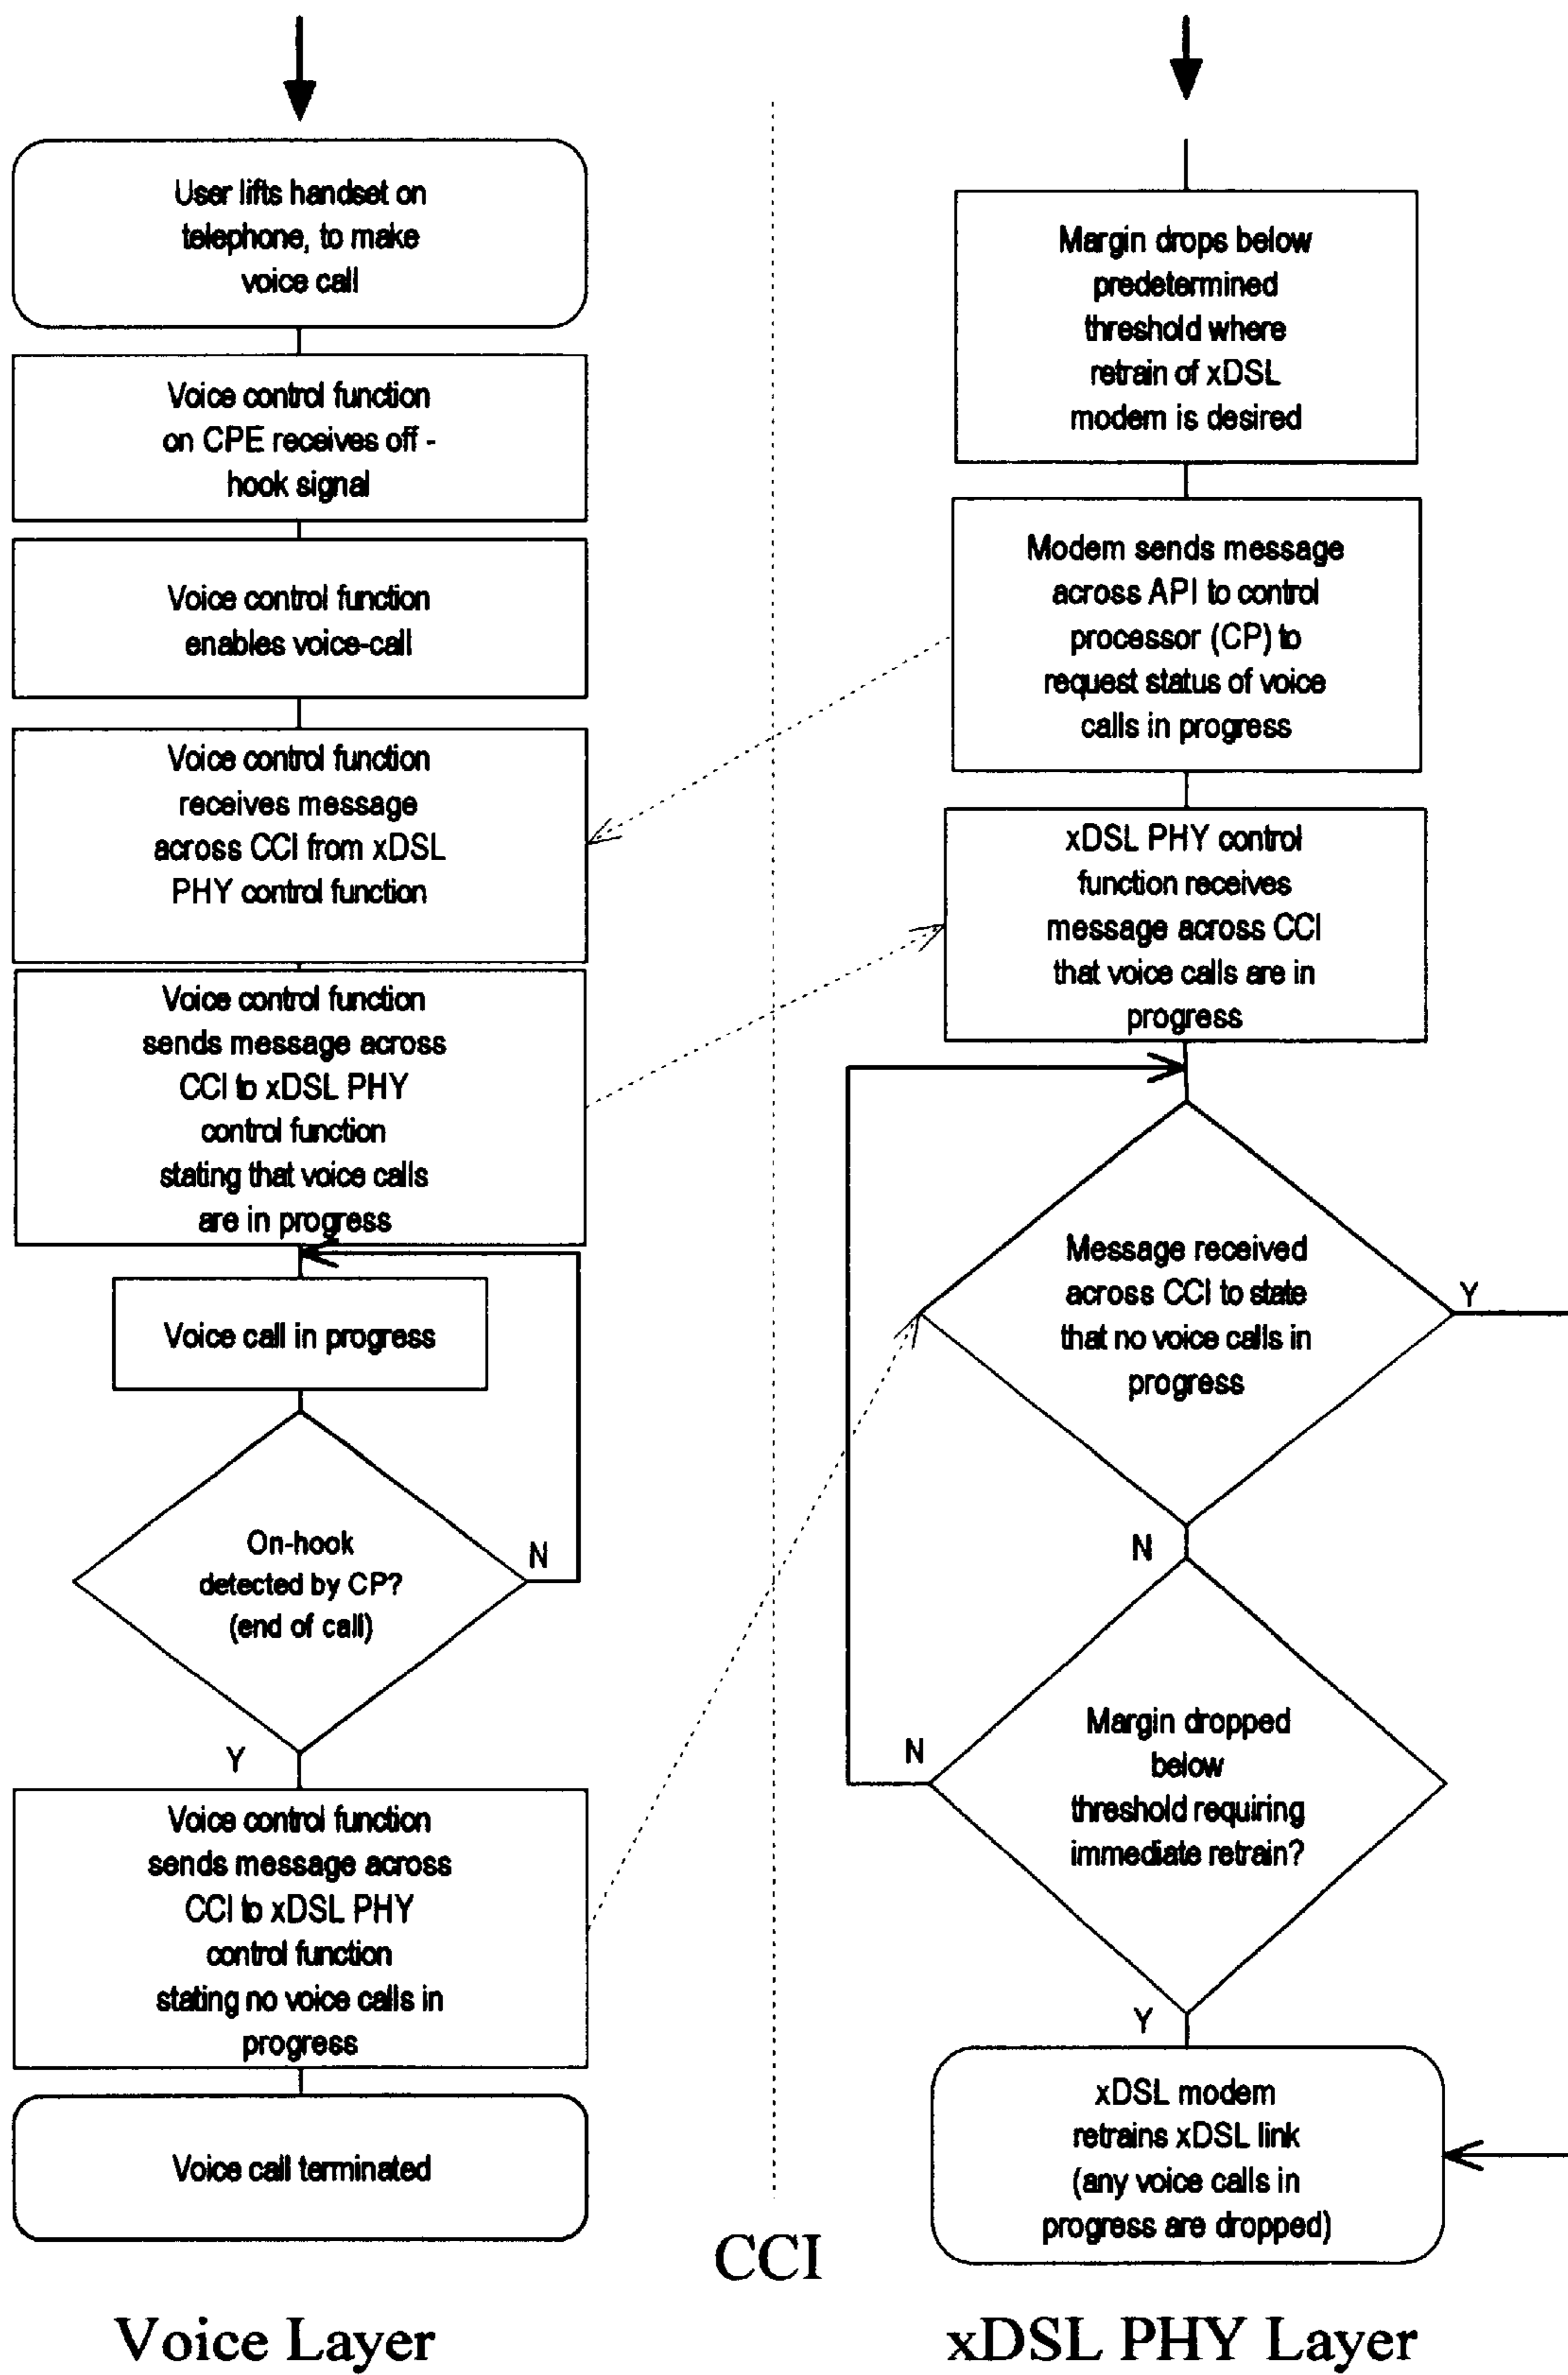 User lifts handset on
telephone, to make
voice call
Voice control function
on CPE receives off -
hook signal
Voice control function
enables voice-call
Voice control function
receives message
across CCI from xDSL
PHY control function
Voice control function
sends message across
CCI to xDSL PHY
control function
stating that voice calls
are in progress
Voice call in progress
On-hook
detected by CP?
(end of call)
N
Y
Voice control function
sends message across
CCI to xDSL PHY
control function
stating no voice calls in
progress
Voice call terminated
Voice Layer
CCI
Margin drops below
predetermined
threshold where
retrain of xDSL
modem is desired
Modem sends message
across API to control
processor (CP) to
request status of voice
calls in progress
xDSL PHY control
function receives
message across CCI
that voice calls are in
progress
Message received
across CCI to state
that no voice calls in
progress
Y
N
Margin dropped
below
threshold requiring
immediate retrain?
N
Y
xDSL modem
retrains xDSL link
(any voice calls in
progress are dropped)
xDSL PHY Layer